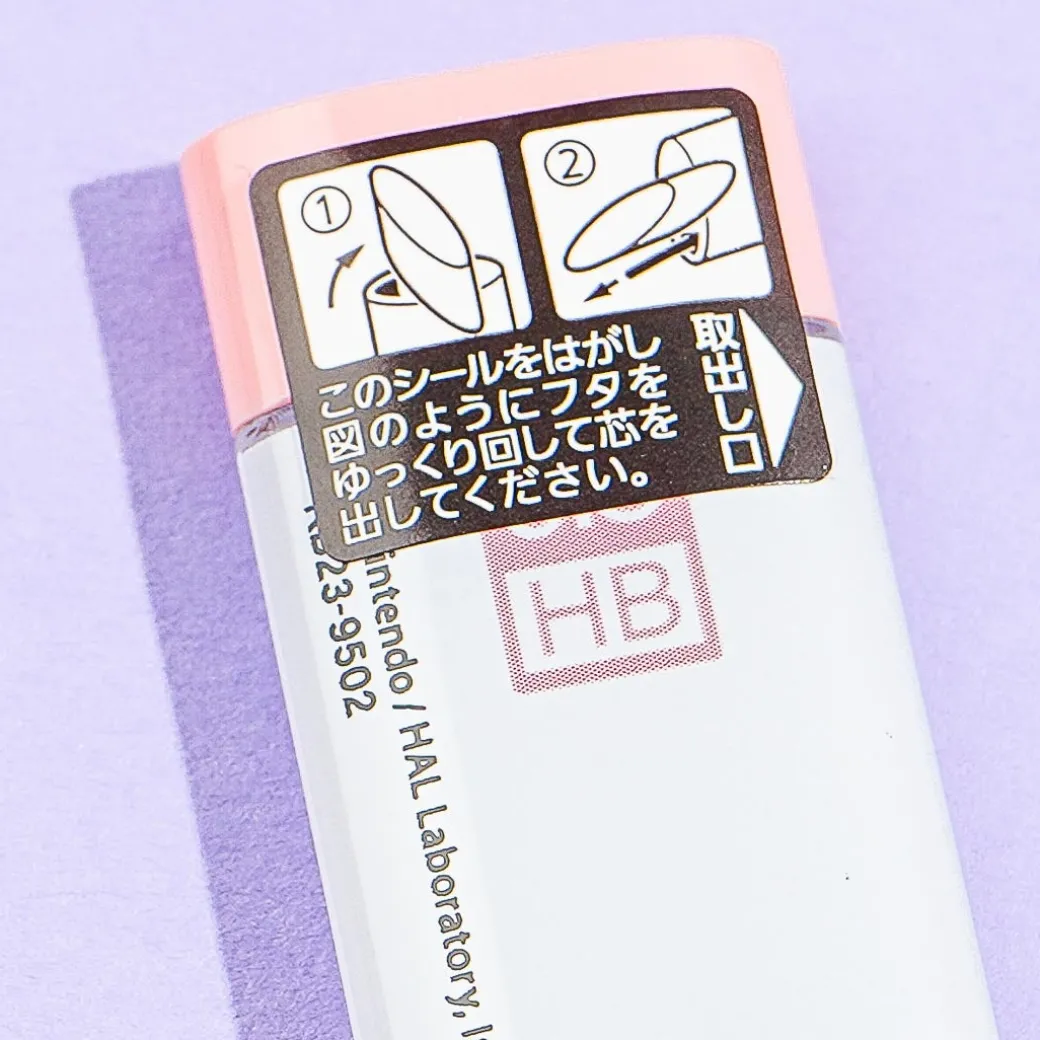 ①
②
このシールをはがし
図のようにフタを
ゆっくり回して芯を
出してください。
取出し口
HB
intendo / HAL Laboratory, I
23-9502